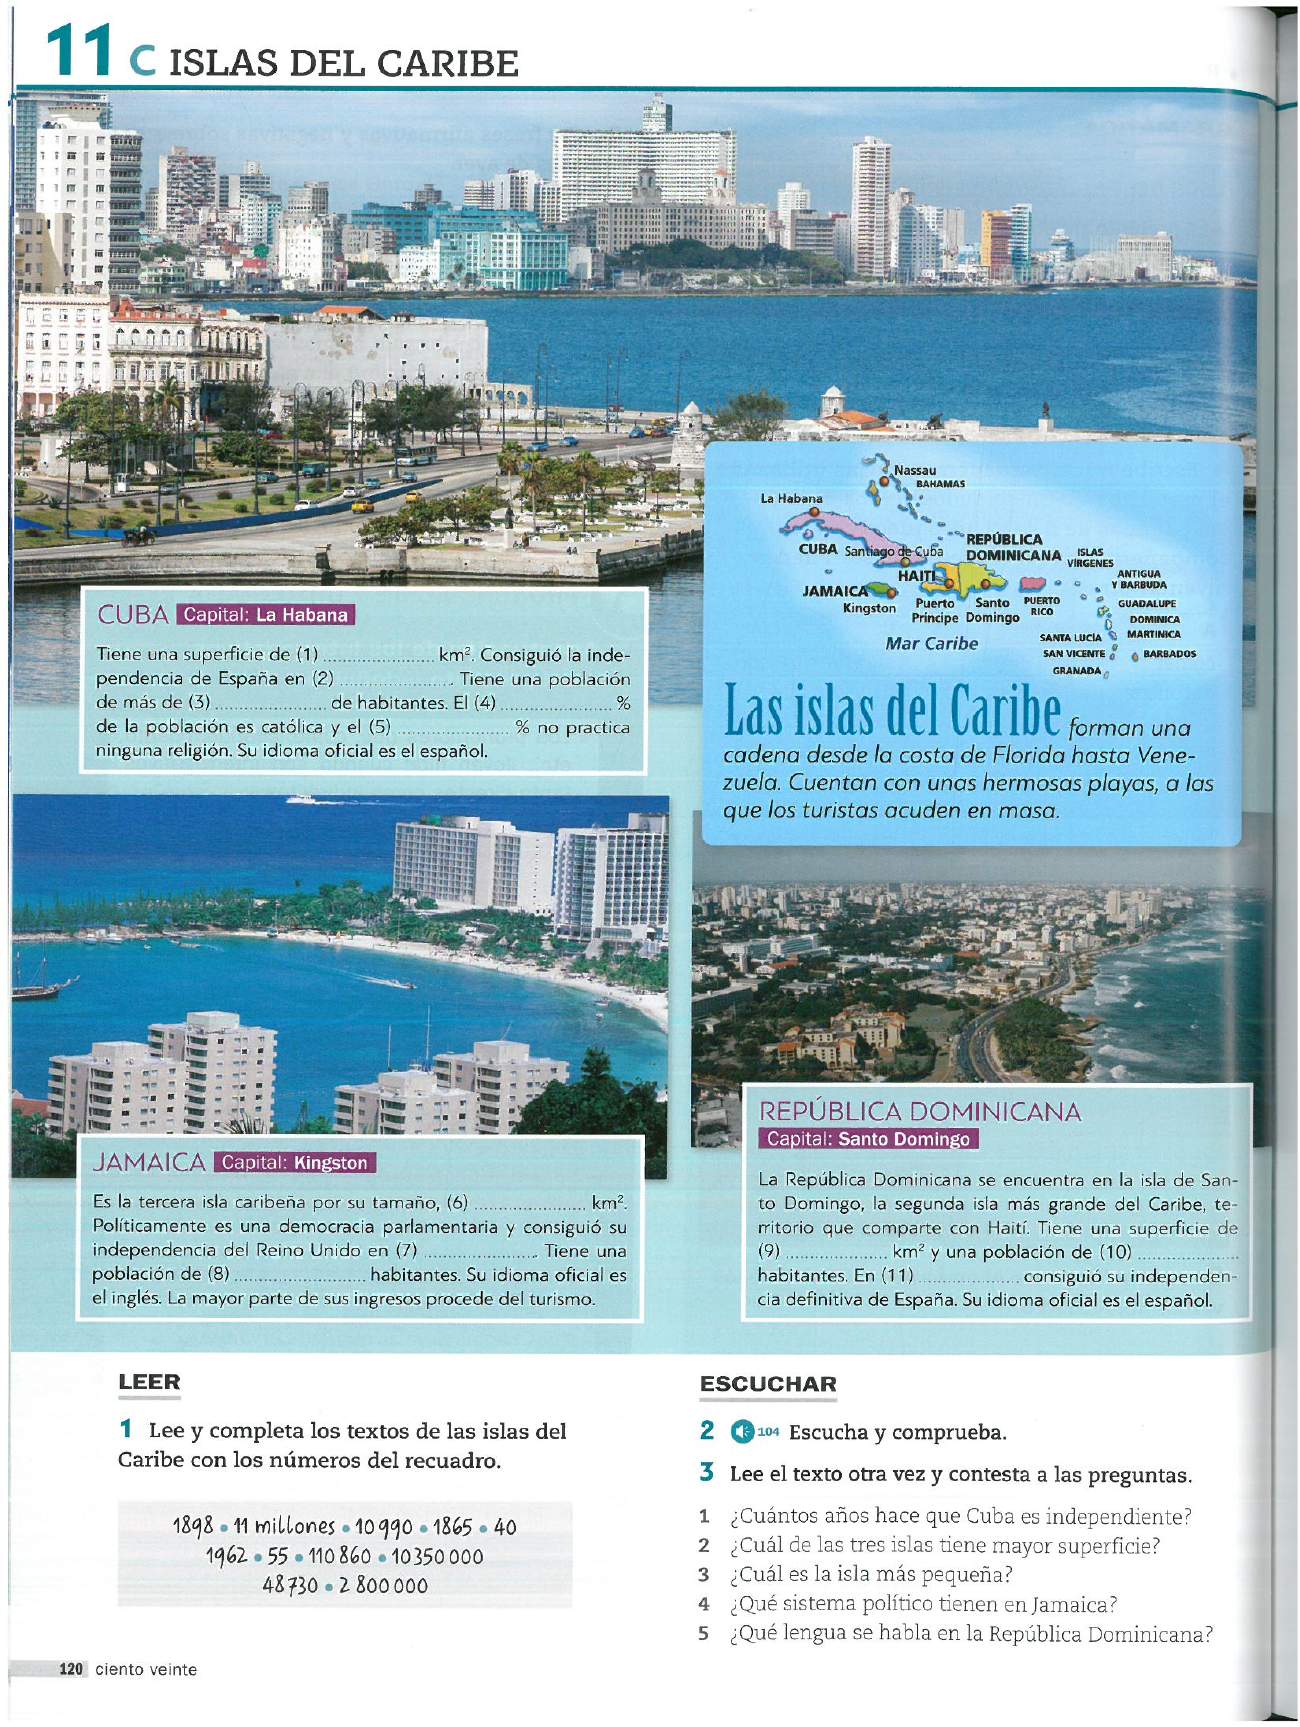 11 C ISLAS DEL CARIBE
Nassau
BAHAMAS
La Habana
CUBA
Santiago de Cuba
REPÚBLICA
DOMINICANA
ISLAS
VÍRGENES
HAITÍ
ANTIGUA
Y BARBUDA
JAMAICA
Kingston
Puerto
Príncipe
Santo
Domingo
PUERTO
RICO
GUADALUPE
DOMINICA
Mar Caribe
SANTA LUCÍA
MARTINICA
SAN VICENTE
BARBADOS
GRANADA
Las islas del Caribe forman una
cadena desde la costa de Florida hasta Vene-
zuela. Cuentan con unas hermosas playas, a las
que los turistas acuden en masa.
CUBA Capital: La Habana
Tiene una superficie de (1) ...................... km². Consiguió la inde-
pendencia de España en (2) ...................... Tiene una población
de más de (3) ...................... de habitantes. El (4) ...................... %
de la población es católica y el (5) ...................... % no practica
ninguna religión. Su idioma oficial es el español.
JAMAICA Capital: Kingston
Es la tercera isla caribeña por su tamaño, (6) ...................... km².
Políticamente es una democracia parlamentaria y consiguió su
independencia del Reino Unido en (7) ...................... Tiene una
población de (8) .......................... habitantes. Su idioma oficial es
el inglés. La mayor parte de sus ingresos procede del turismo.
REPÚBLICA DOMINICANA
Capital: Santo Domingo
La República Dominicana se encuentra en la isla de San-
to Domingo, la segunda isla más grande del Caribe, te-
rritorio que comparte con Haití. Tiene una superficie de
(9) .................... km² y una población de (10) ....................
habitantes. En (11) .................... consiguió su independen-
cia definitiva de España. Su idioma oficial es el español.
LEER
1 Lee y completa los textos de las islas del
Caribe con los números del recuadro.
1898 • 11 millones • 10 990 • 1865 • 40
1962 • 55 • 110 860 • 10 350 000
48 730 • 2 800 000
ESCUCHAR
2 104 Escucha y comprueba.
3 Lee el texto otra vez y contesta a las preguntas.
1 ¿Cuántos años hace que Cuba es independiente?
2 ¿Cuál de las tres islas tiene mayor superficie?
3 ¿Cuál es la isla más pequeña?
4 ¿Qué sistema político tienen en Jamaica?
5 ¿Qué lengua se habla en la República Dominicana?
120 ciento veinte